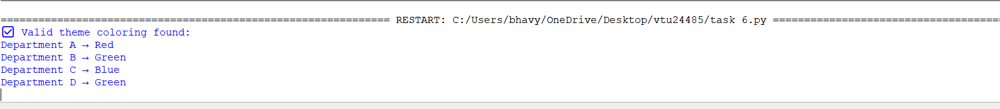 ============================================================== RESTART: C:/Users/bhavy/OneDrive/Desktop/vtu24485/task 6.py =====================================
☑ Valid theme coloring found:
Department A → Red
Department B → Green
Department C → Blue
Department D → Green